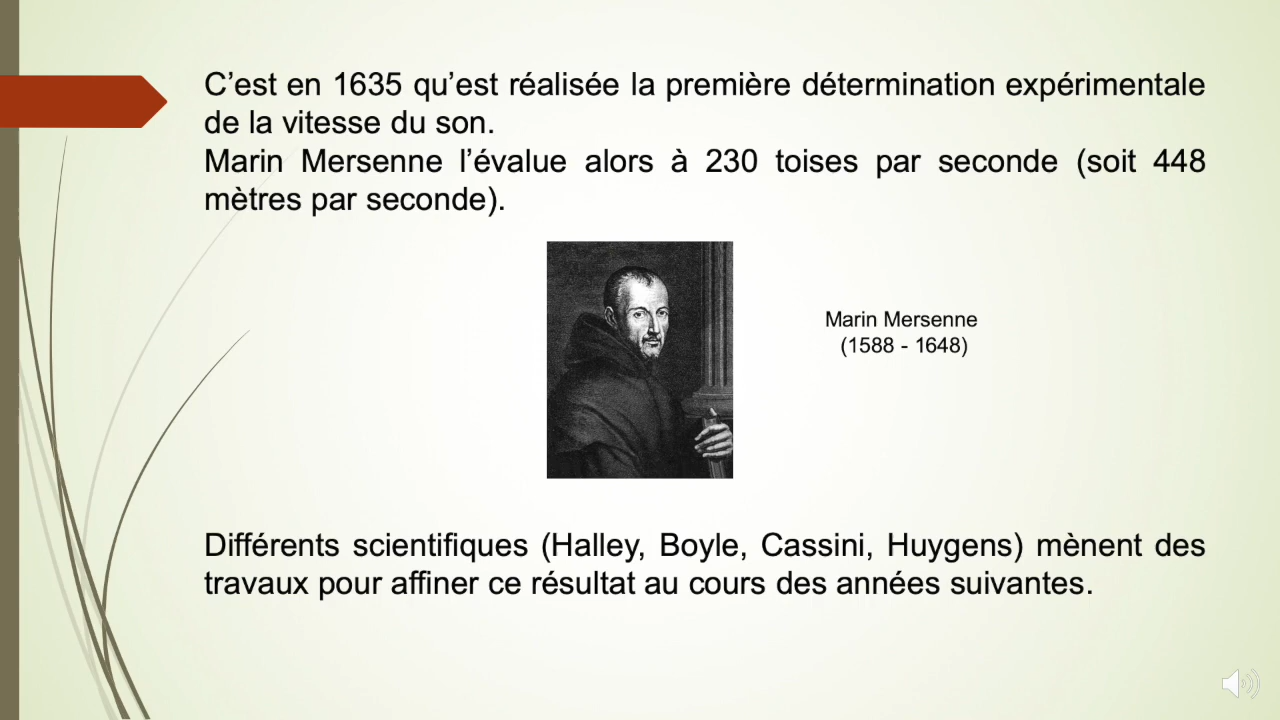 C’est en 1635 qu’est réalisée la première détermination expérimentale
de la vitesse du son.
Marin Mersenne l’évalue alors à 230 toises par seconde (soit 448
mètres par seconde).
Marin Mersenne
(1588 - 1648)
Différents scientifiques (Halley, Boyle, Cassini, Huygens) mènent des
travaux pour affiner ce résultat au cours des années suivantes.